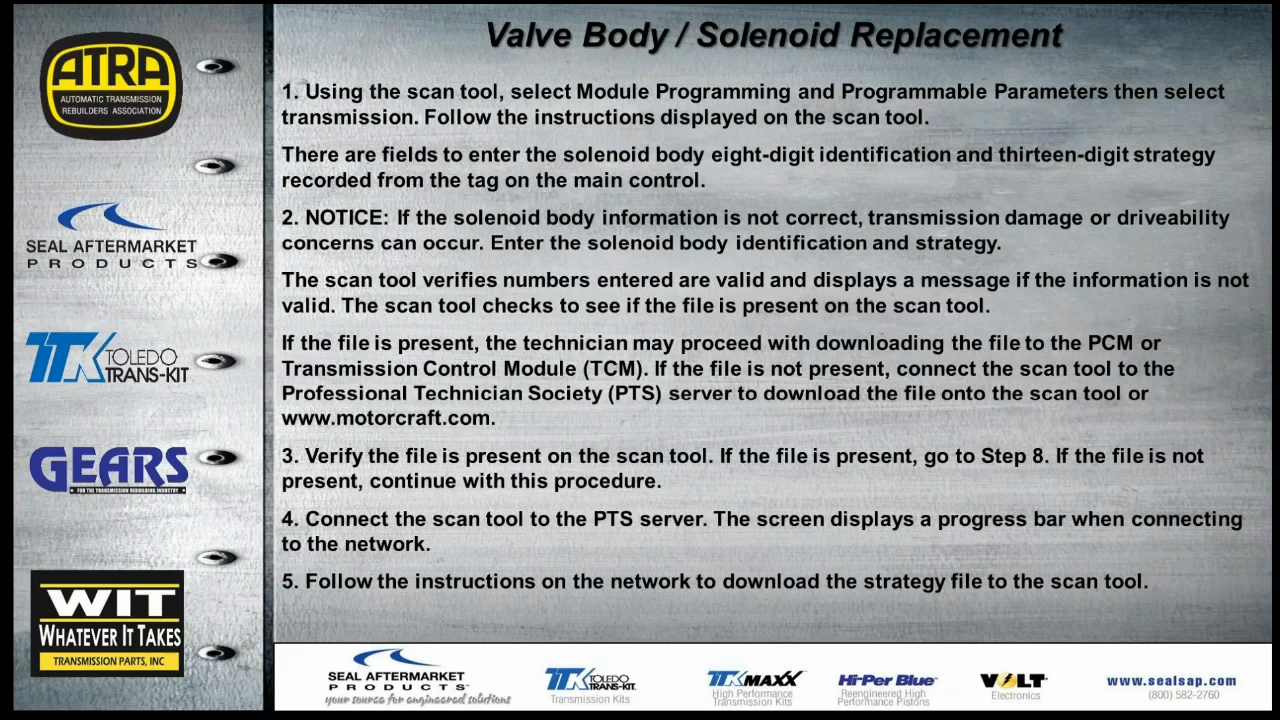 Valve Body / Solenoid Replacement
ATRA
AUTOMATIC TRANSMISSION
REBUILDERS ASSOCIATION
SEAL AFTERMARKET
PRODUCTS
TTK TOLEDO
TRANS-KIT
GEARS
FOR THE TRANSMISSION REBUILDING INDUSTRY
WIT
WHATEVER IT TAKES
TRANSMISSION PARTS, INC
1. Using the scan tool, select Module Programming and Programmable Parameters then select
transmission. Follow the instructions displayed on the scan tool.
There are fields to enter the solenoid body eight-digit identification and thirteen-digit strategy
recorded from the tag on the main control.
2. NOTICE: If the solenoid body information is not correct, transmission damage or driveability
concerns can occur. Enter the solenoid body identification and strategy.
The scan tool verifies numbers entered are valid and displays a message if the information is not
valid. The scan tool checks to see if the file is present on the scan tool.
If the file is present, the technician may proceed with downloading the file to the PCM or
Transmission Control Module (TCM). If the file is not present, connect the scan tool to the
Professional Technician Society (PTS) server to download the file onto the scan tool or
www.motorcraft.com.
3. Verify the file is present on the scan tool. If the file is present, go to Step 8. If the file is not
present, continue with this procedure.
4. Connect the scan tool to the PTS server. The screen displays a progress bar when connecting
to the network.
5. Follow the instructions on the network to download the strategy file to the scan tool.
SEAL AFTERMARKET
PRODUCTS
your source for engineered solutions
TTK TOLEDO
TRANS-KIT
Transmission Kits
TTK MAXX
High Performance
Transmission Kits
Hi-Per Blue
Reengineered High
Performance Pistons
VOLT
Electronics
www.sealsap.com
(800) 582-2760